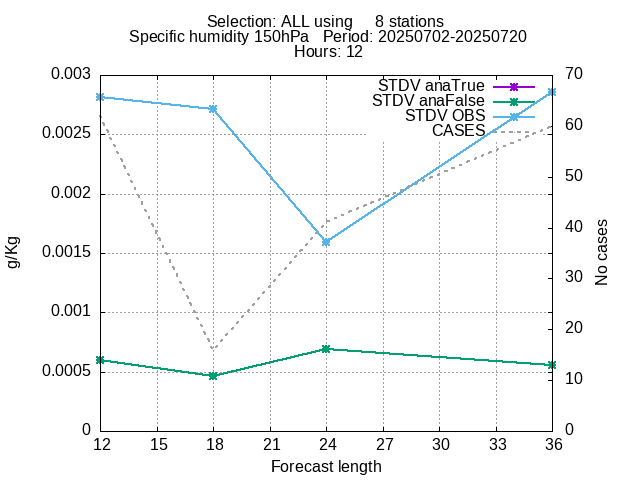 Selection: ALL using     8 stations
Specific humidity 150hPa   Period: 20250702-20250720
Hours: 12
0.003
0.0025
0.002
0.0015
0.001
0.0005
0
g/Kg
STDV anaTrue
STDV anaFalse
STDV OBS
CASES
70
60
50
40
30
20
10
0
No cases
12 15 18 21 24 27 30 33 36
Forecast length